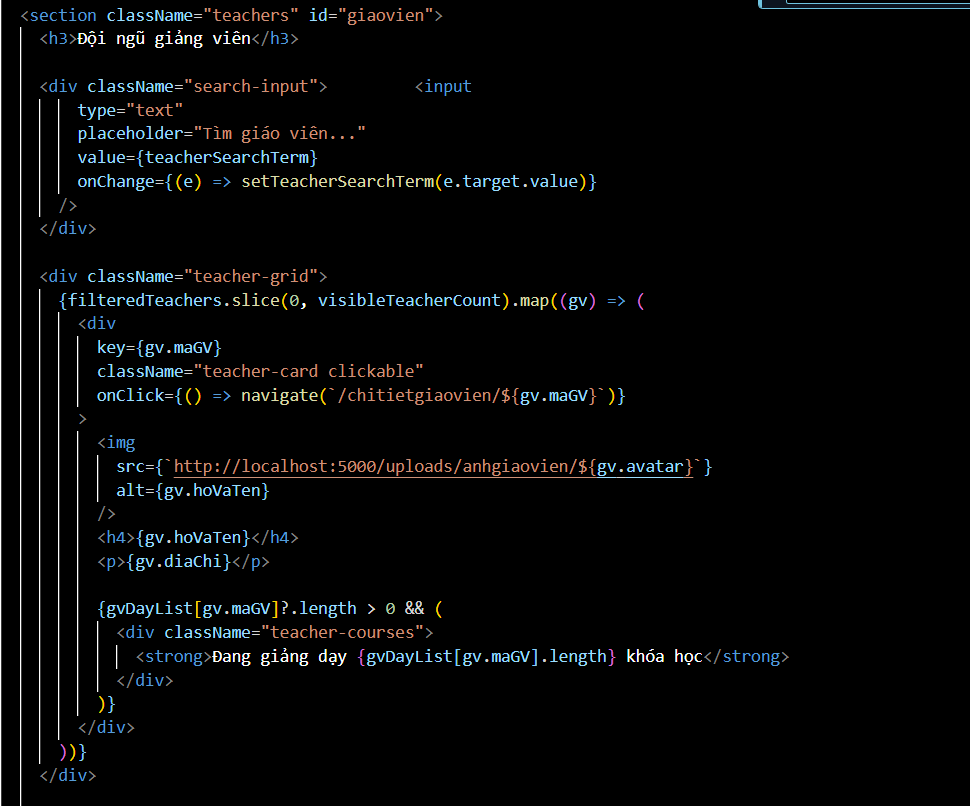 <section className="teachers" id="giaovien">
<h3>Đội ngũ giảng viên</h3>
<div className="search-input"> <input
type="text"
placeholder="Tìm giáo viên..."
value={teacherSearchTerm}
onChange={(e) => setTeacherSearchTerm(e.target.value)}
/>
</div>
<div className="teacher-grid">
{filteredTeachers.slice(0, visibleTeacherCount).map((gv) => (
<div
key={gv.maGV}
className="teacher-card clickable"
onClick={() => navigate(`/chitietgiaovien/${gv.maGV}`)}
>
<img
src={`http://localhost:5000/uploads/anhgiaovien/${gv.avatar}`}
alt={gv.hoVaTen}
/>
<h4>{gv.hoVaTen}</h4>
<p>{gv.diaChi}</p>
{gvDayList[gv.maGV]?.length > 0 && (
<div className="teacher-courses">
<strong>Đang giảng dạy {gvDayList[gv.maGV].length} khóa học</strong>
</div>
)}
</div>
))}
</div>